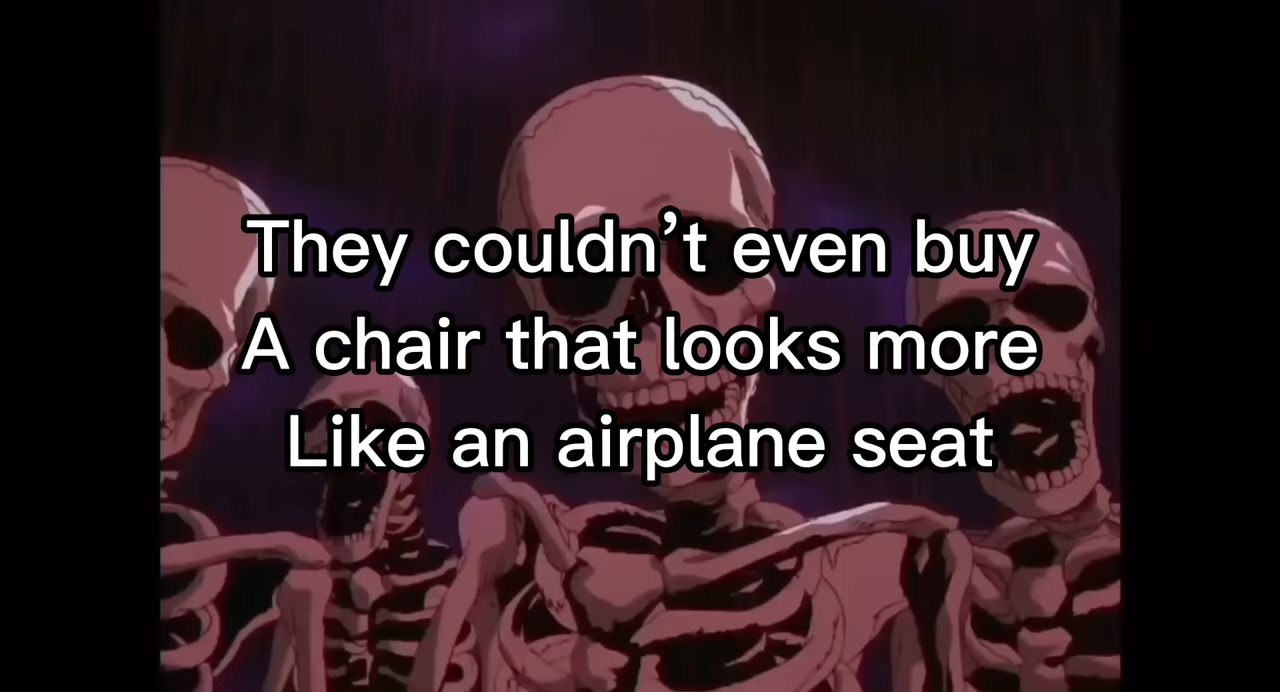 They couldn’t even buy
A chair that looks more
Like an airplane seat